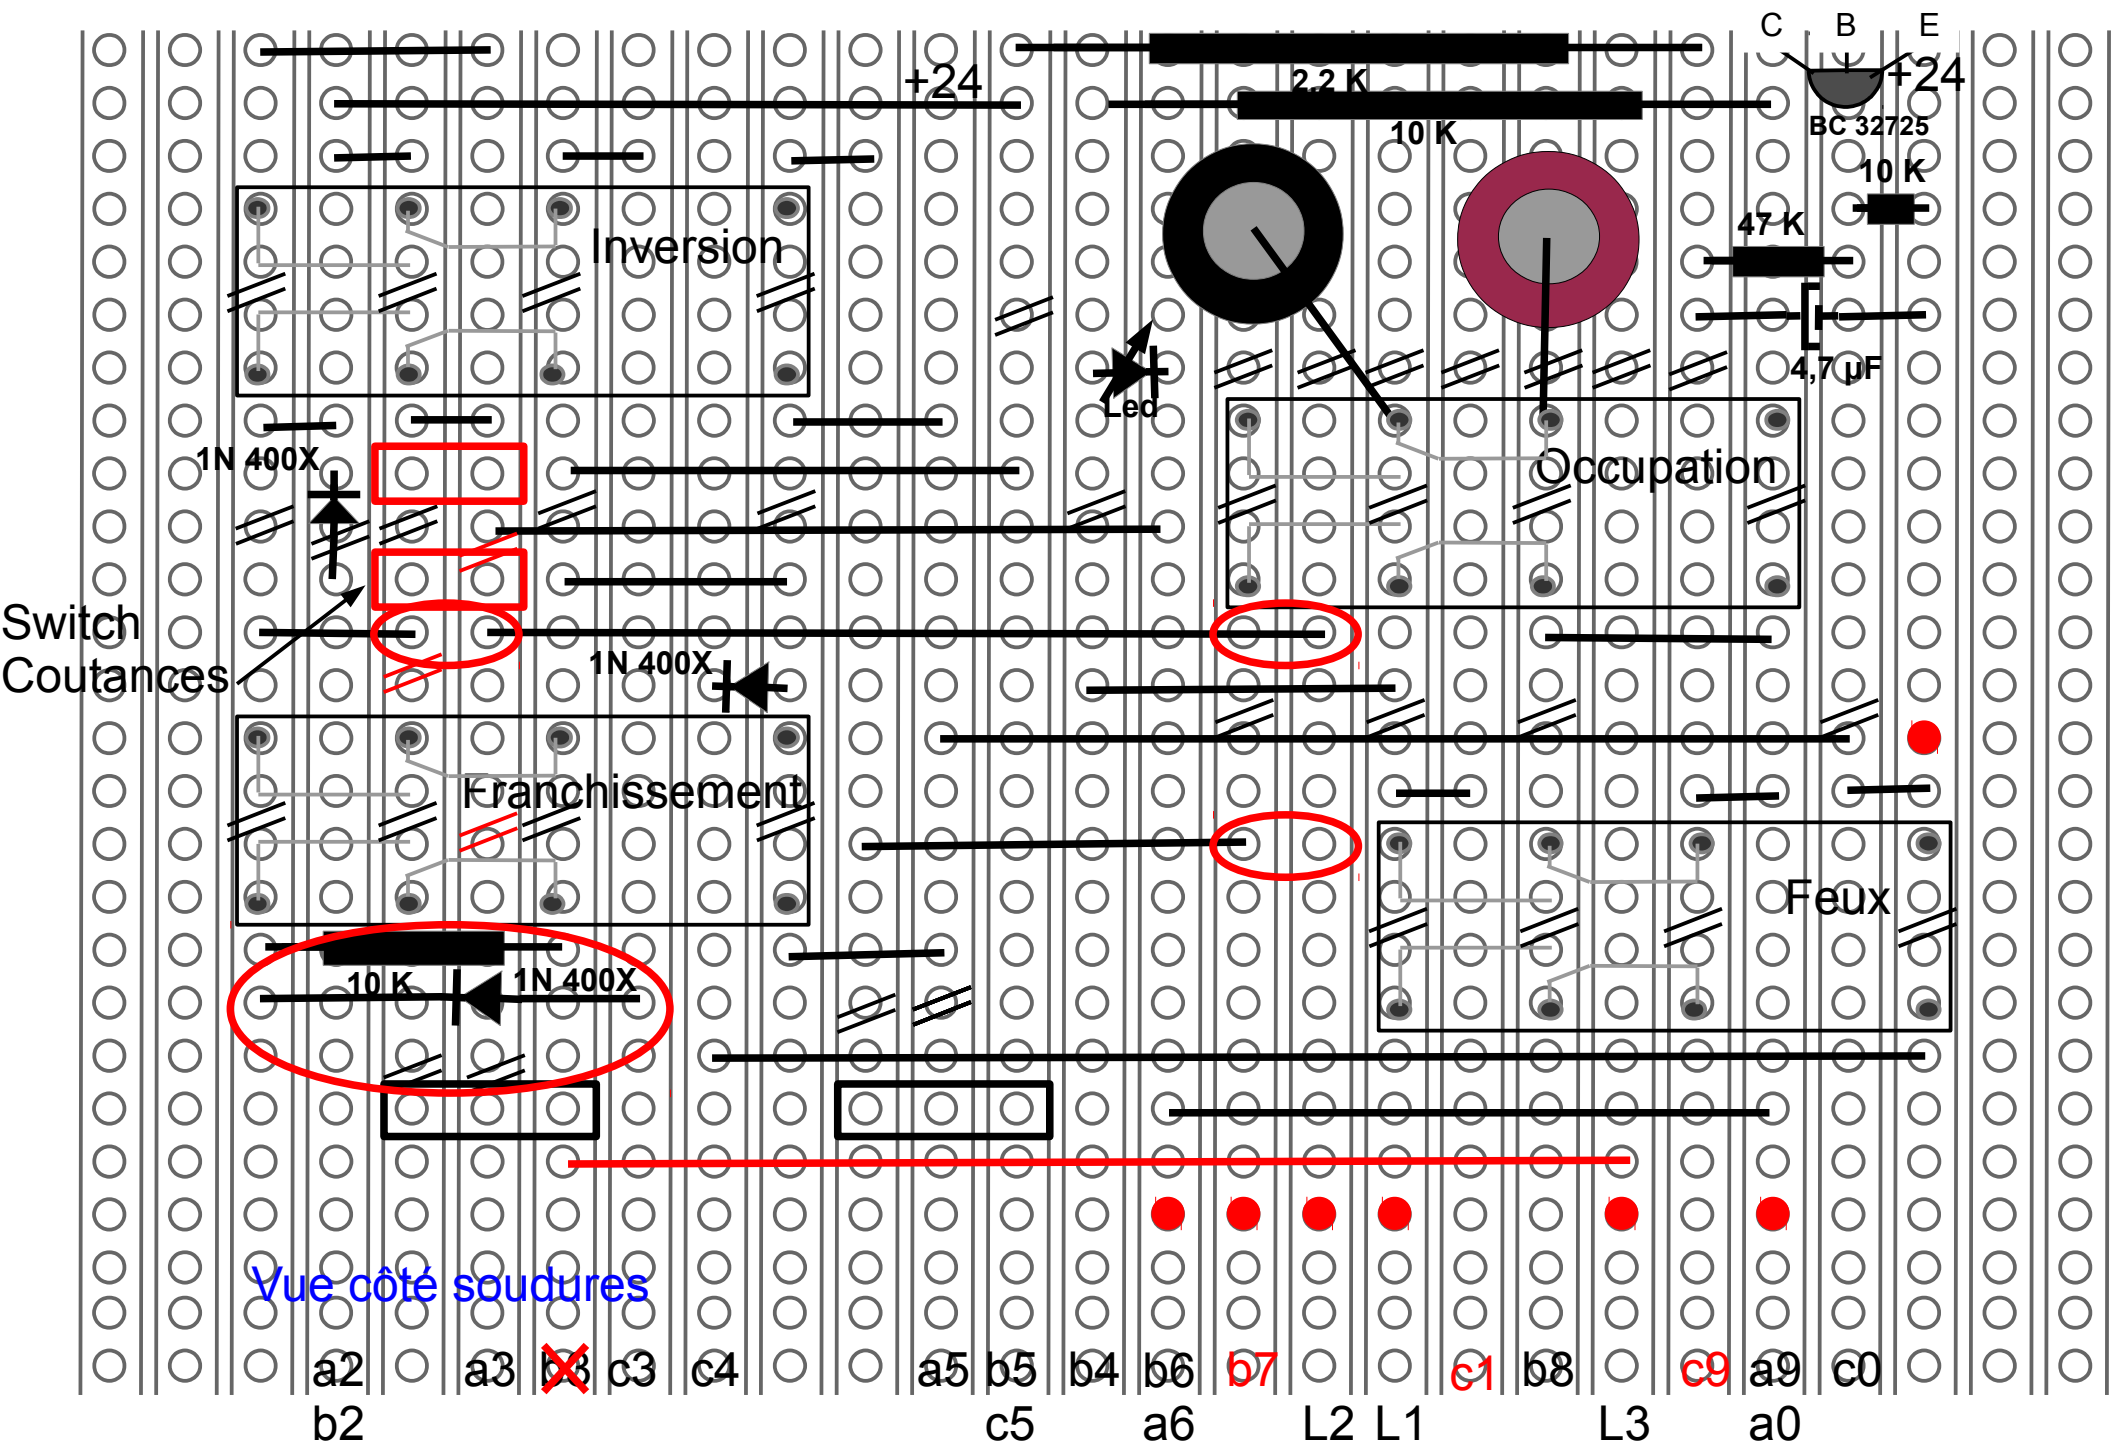 C B E
+24
+24
2.2 K
10 K
BC 32725
10 K
47 K
Inversion
4,7 µF
Led
1N 400X
Occupation
Switch
Coutances
1N 400X
Franchissement
Feux
10 K
1N 400X
Vue côté soudures
a2 a3 b3 c3 c4 a5 b5 b4 b6 b7 c1 b8 c9 a9 c0
b2 c5 a6 L2 L1 L3 a0